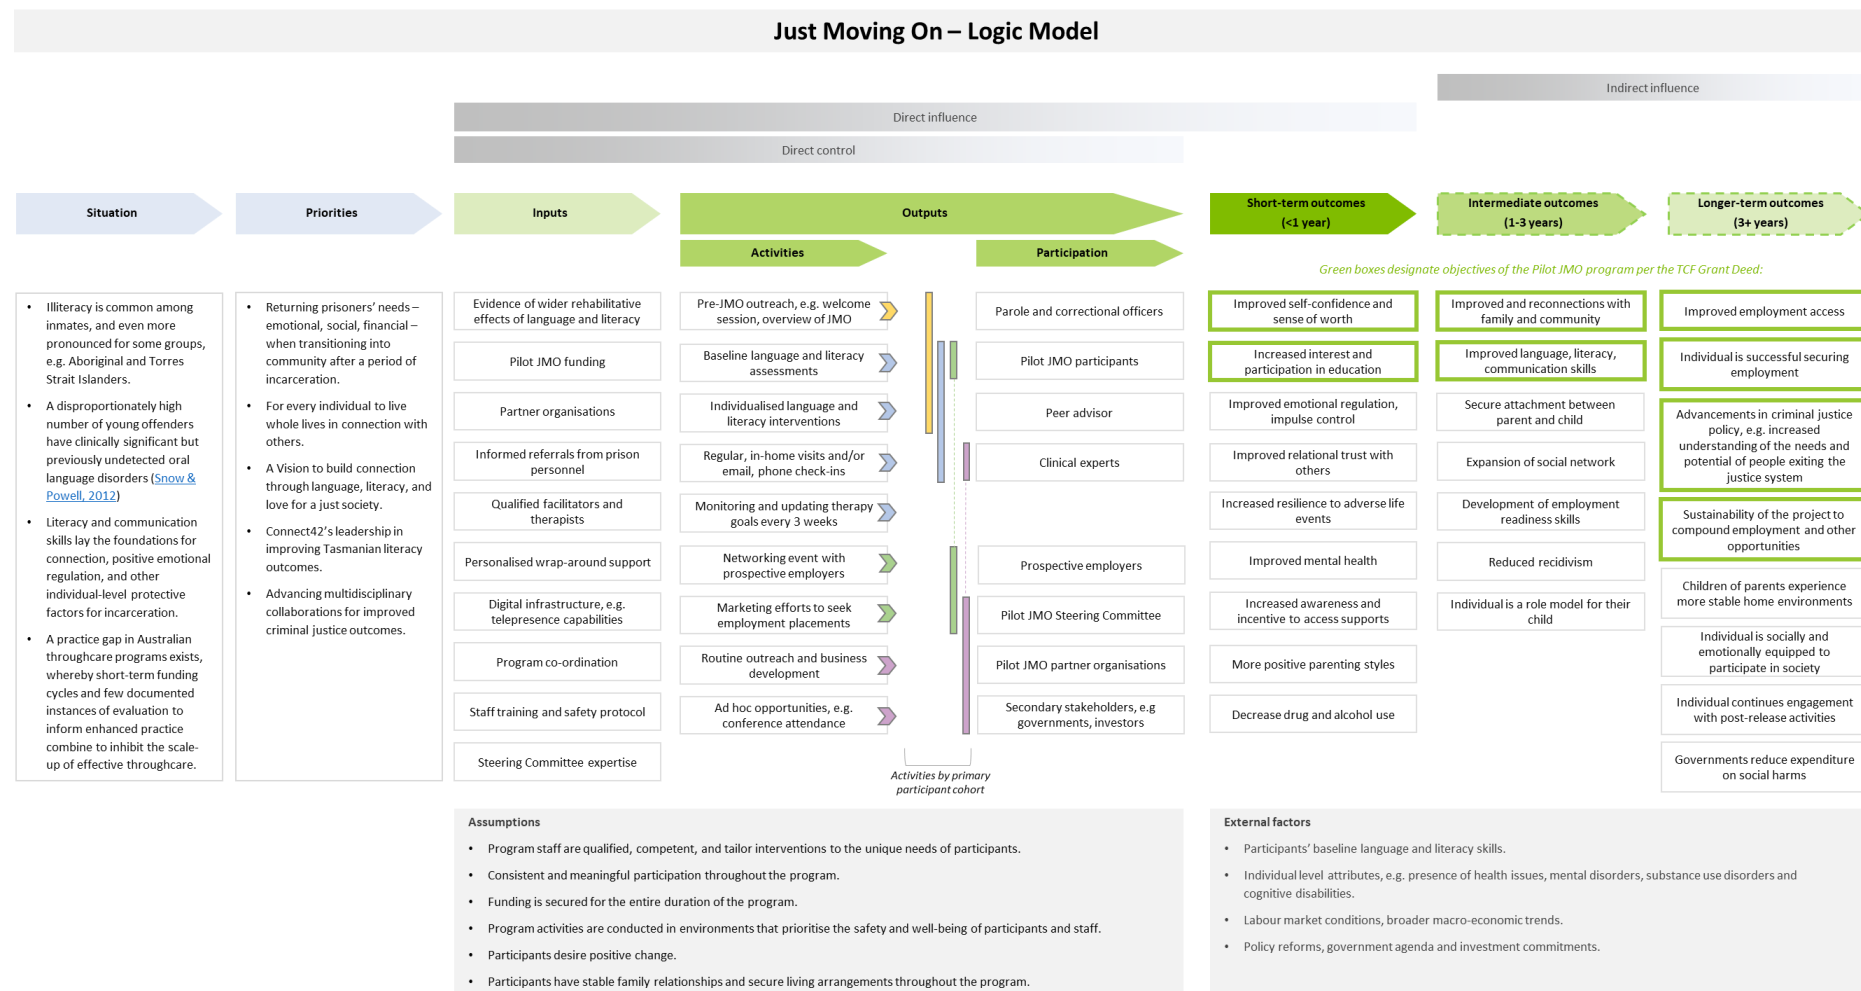 Just Moving On – Logic Model
Indirect influence
Direct influence
Direct control
Situation
Priorities
Inputs
Outputs
Short-term outcomes
(<1 year)
Intermediate outcomes
(1-3 years)
Longer-term outcomes
(3+ years)
Activities
Participation
Green boxes designate objectives of the Pilot JMO program per the TCF Grant Deed:
• Illiteracy is common among
inmates, and even more
pronounced for some groups,
e.g. Aboriginal and Torres
Strait Islanders.
• A disproportionately high
number of young offenders
have clinically significant but
previously undetected oral
language disorders (Snow &
Powell, 2012)
• Literacy and communication
skills lay the foundations for
connection, positive emotional
regulation, and other
individual-level protective
factors for incarceration.
• A practice gap in Australian
throughcare programs exists,
whereby short-term funding
cycles and few documented
instances of evaluation to
inform enhanced practice
combine to inhibit the scale-
up of effective throughcare.
• Returning prisoners' needs –
emotional, social, financial –
when transitioning into
community after a period of
incarceration.
• For every individual to live
whole lives in connection with
others.
• A Vision to build connection
through language, literacy, and
love for a just society.
• Connect42's leadership in
improving Tasmanian literacy
outcomes.
• Advancing multidisciplinary
collaborations for improved
criminal justice outcomes.
Evidence of wider rehabilitative
effects of language and literacy
Pilot JMO funding
Partner organisations
Informed referrals from prison
personnel
Qualified facilitators and
therapists
Personalised wrap-around support
Digital infrastructure, e.g.
telepresence capabilities
Program co-ordination
Staff training and safety protocol
Steering Committee expertise
Pre-JMO outreach, e.g. welcome
session, overview of JMO
Baseline language and literacy
assessments
Individualised language and
literacy interventions
Regular, in-home visits and/or
email, phone check-ins
Monitoring and updating therapy
goals every 3 weeks
Networking event with
prospective employers
Marketing efforts to seek
employment placements
Routine outreach and business
development
Ad hoc opportunities, e.g.
conference attendance
Activities by primary
participant cohort
Parole and correctional officers
Pilot JMO participants
Peer advisor
Clinical experts
Prospective employers
Pilot JMO Steering Committee
Pilot JMO partner organisations
Secondary stakeholders, e.g
governments, investors
Improved self-confidence and
sense of worth
Increased interest and
participation in education
Improved emotional regulation,
impulse control
Improved relational trust with
others
Increased resilience to adverse life
events
Improved mental health
Increased awareness and
incentive to access supports
More positive parenting styles
Decrease drug and alcohol use
Improved and reconnections with
family and community
Improved language, literacy,
communication skills
Secure attachment between
parent and child
Expansion of social network
Development of employment
readiness skills
Reduced recidivism
Individual is a role model for their
child
Improved employment access
Individual is successful securing
employment
Advancements in criminal justice
policy, e.g. increased
understanding of the needs and
potential of people exiting the
justice system
Sustainability of the project to
compound employment and other
opportunities
Children of parents experience
more stable home environments
Individual is socially and
emotionally equipped to
participate in society
Individual continues engagement
with post-release activities
Governments reduce expenditure
on social harms
Assumptions
• Program staff are qualified, competent, and tailor interventions to the unique needs of participants.
• Consistent and meaningful participation throughout the program.
• Funding is secured for the entire duration of the program.
• Program activities are conducted in environments that prioritise the safety and well-being of participants and staff.
• Participants desire positive change.
• Participants have stable family relationships and secure living arrangements throughout the program.
External factors
• Participants' baseline language and literacy skills.
• Individual level attributes, e.g. presence of health issues, mental disorders, substance use disorders and
cognitive disabilities.
• Labour market conditions, broader macro-economic trends.
• Policy reforms, government agenda and investment commitments.